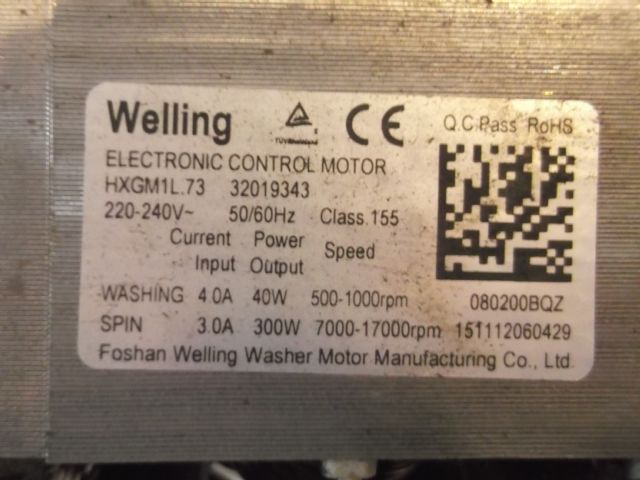 Welling
TÜVRheinland
CE
Q.C.Pass RoHS
ELECTRONIC CONTROL MOTOR
HXGM1L.73 32019343
220-240V~ 50/60Hz Class.155
Current Power Speed
Input Output
WASHING 4.0A 40W 500-1000rpm
080200BQZ
SPIN 3.0A 300W 7000-17000rpm
151112060429
Foshan Welling Washer Motor Manufacturing Co., Ltd